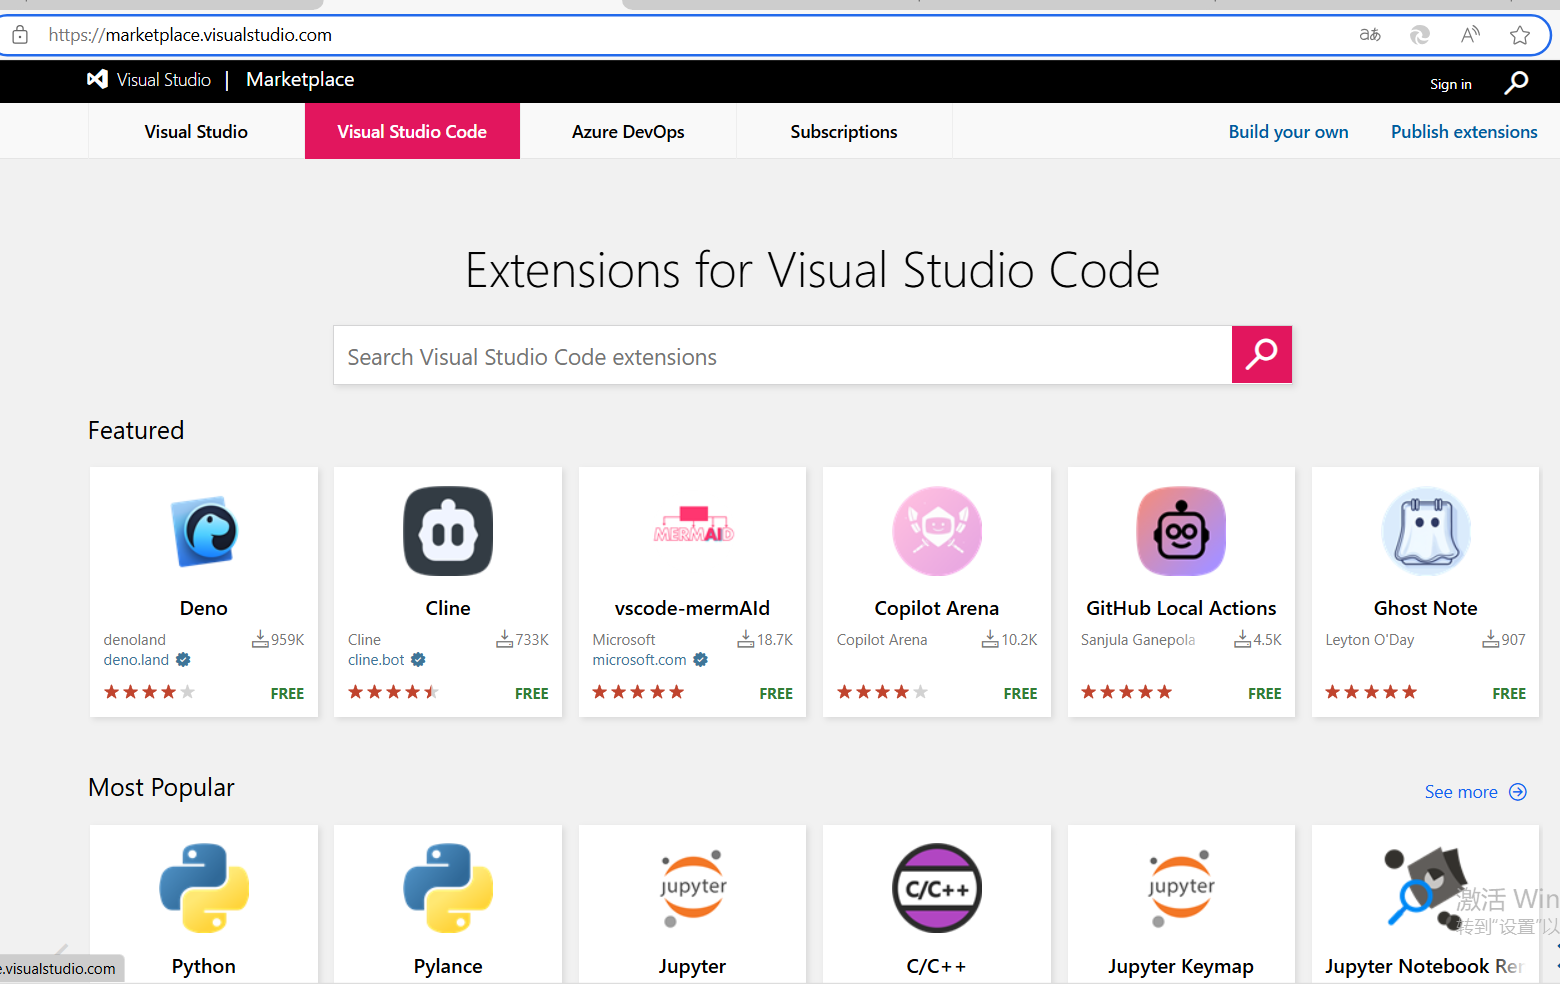 https://marketplace.visualstudio.com
aあ
Visual Studio | Marketplace
Sign in
Visual Studio
Visual Studio Code
Azure DevOps
Subscriptions
Build your own
Publish extensions
Extensions for Visual Studio Code
Search Visual Studio Code extensions
Featured
MERMAID
Deno
Cline
vscode-mermAId
Copilot Arena
GitHub Local Actions
Ghost Note
denoland 959K
Cline 733K
Microsoft 18.7K
Copilot Arena 10.2K
Sanjula Ganepola 4.5K
Leyton O'Day 907
deno.land
cline.bot
microsoft.com
FREE
FREE
FREE
FREE
FREE
FREE
Most Popular
See more
jupyter
C/C++
jupyter
激活 Win
转到"设置"以
e.visualstudio.com
Python
Pylance
Jupyter
C/C++
Jupyter Keymap
Jupyter Notebook Ren